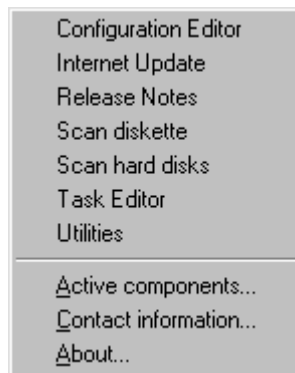 Configuration Editor
Internet Update
Release Notes
Scan diskette
Scan hard disks
Task Editor
Utilities
Active components...
Contact information...
About...